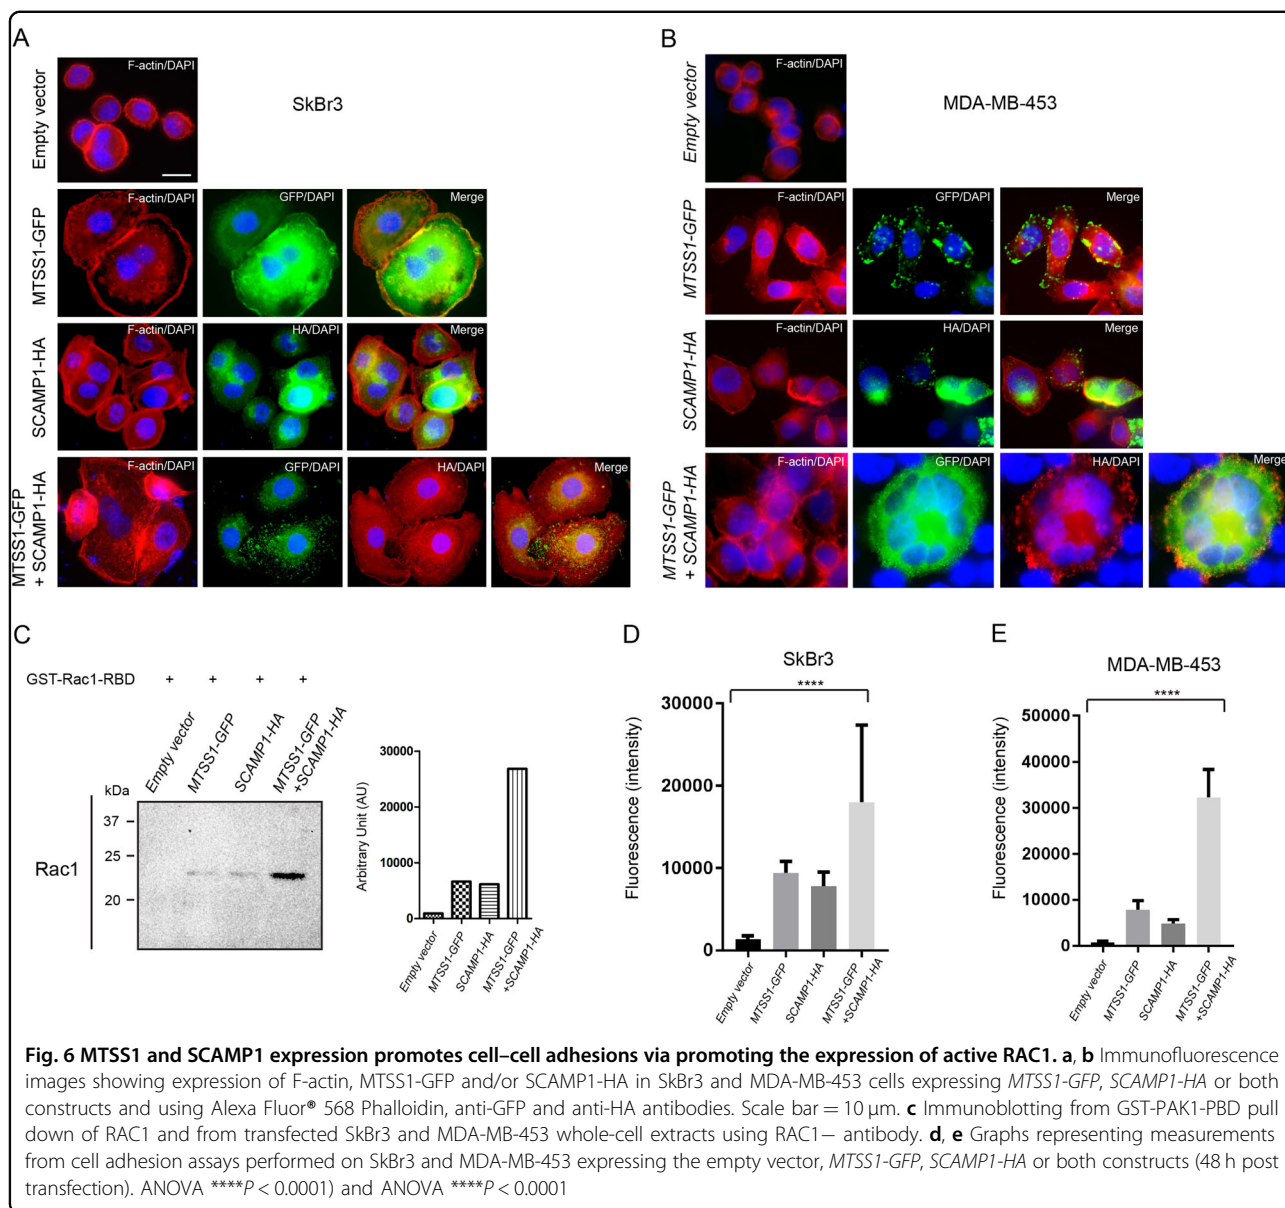 A
F-actin/DAPI
Empty vector
SkBr3
F-actin/DAPI
GFP/DAPI
Merge
MTSS1-GFP
F-actin/DAPI
HA/DAPI
Merge
SCAMP1-HA
F-actin/DAPI
GFP/DAPI
HA/DAPI
Merge
MTSS1-GFP
+ SCAMP1-HA
B
F-actin/DAPI
Empty vector
MDA-MB-453
F-actin/DAPI
GFP/DAPI
Merge
MTSS1-GFP
F-actin/DAPI
HA/DAPI
Merge
SCAMP1-HA
F-actin/DAPI
GFP/DAPI
HA/DAPI
Merge
MTSS1-GFP
+ SCAMP1-HA
C
GST-Rac1-RBD + + + +
Empty vector
MTSS1-GFP
SCAMP1-HA
MTSS1-GFP
+SCAMP1-HA
kDa
37
25
20
Rac1
Arbitrary Unit (AU)
30000
20000
10000
0
Empty vector
MTSS1-GFP
SCAMP1-HA
MTSS1-GFP
+SCAMP1-HA
D
SkBr3
****
Fluorescence (intensity)
30000
20000
10000
0
Empty vector
MTSS1-GFP
SCAMP1-HA
MTSS1-GFP
+SCAMP1-HA
E
MDA-MB-453
****
Fluorescence (intensity)
50000
40000
30000
20000
10000
0
Empty vector
MTSS1-GFP
SCAMP1-HA
MTSS1-GFP
+SCAMP1-HA
Fig. 6 MTSS1 and SCAMP1 expression promotes cell–cell adhesions via promoting the expression of active RAC1. a, b Immunofluorescence
images showing expression of F-actin, MTSS1-GFP and/or SCAMP1-HA in SkBr3 and MDA-MB-453 cells expressing MTSS1-GFP, SCAMP1-HA or both
constructs and using Alexa Fluor® 568 Phalloidin, anti-GFP and anti-HA antibodies. Scale bar = 10 μm. c Immunoblotting from GST-PAK1-PBD pull
down of RAC1 and from transfected SkBr3 and MDA-MB-453 whole-cell extracts using RAC1− antibody. d, e Graphs representing measurements
from cell adhesion assays performed on SkBr3 and MDA-MB-453 expressing the empty vector, MTSS1-GFP, SCAMP1-HA or both constructs (48 h post
transfection). ANOVA ****P < 0.0001) and ANOVA ****P < 0.0001